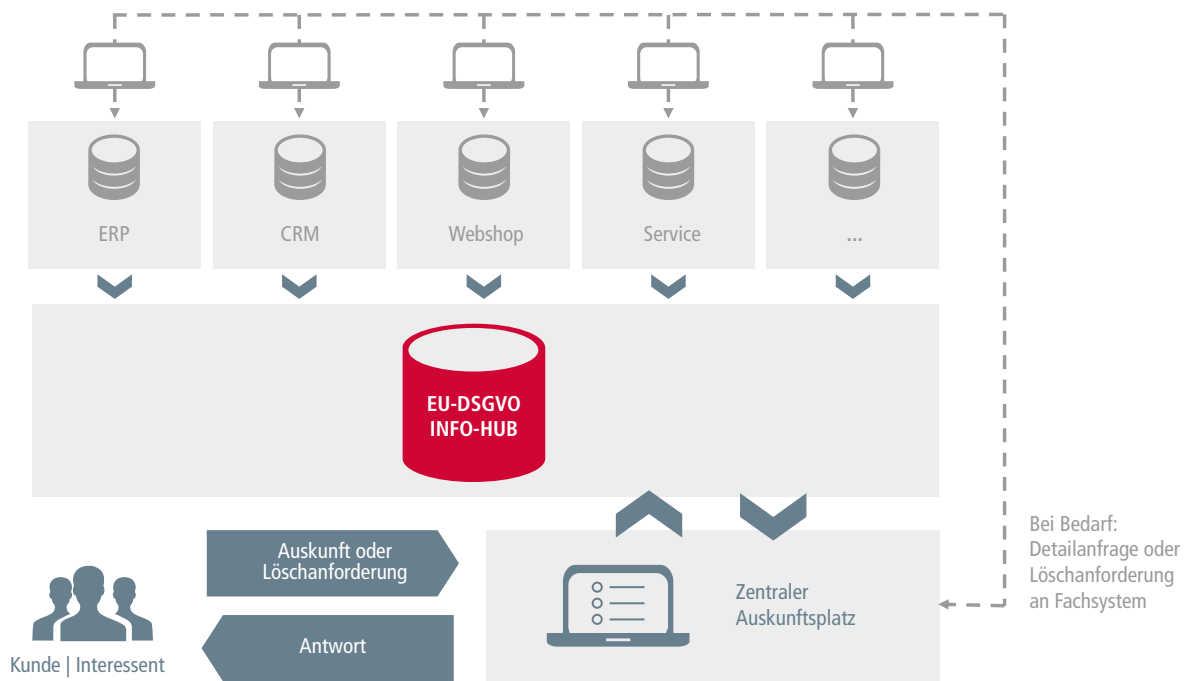 ERP
CRM
Webshop
Service
...
EU-DSGVO
INFO-HUB
Bei Bedarf:
Detailanfrage oder
Löschanforderung
an Fachsystem
Auskunft oder
Löschanforderung
Zentraler
Auskunftsplatz
Antwort
Kunde | Interessent